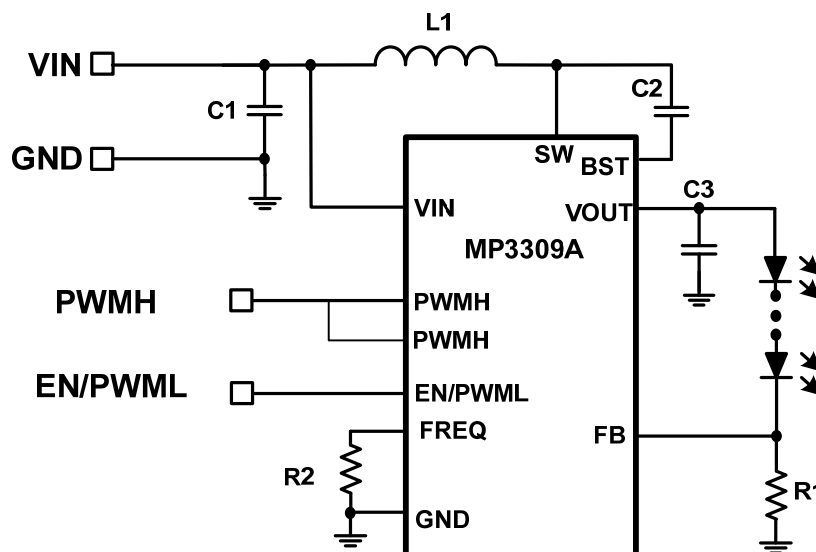 L1
VIN
C2
C1
SW
BST
GND
C3
VIN
VOUT
MP3309A
PWMH
PWMH
PWMH
EN/PWML
EN/PWML
FREQ
FB
R2
R1
GND